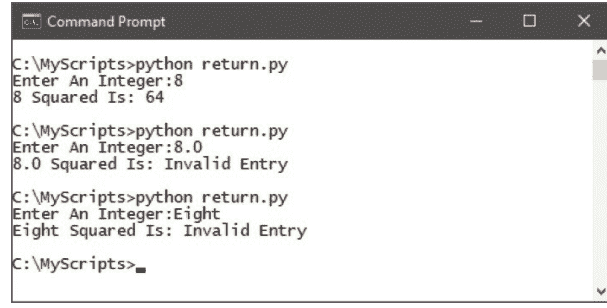 Command Prompt
C:\MyScripts>python return.py
Enter An Integer:8
8 Squared Is: 64
C:\MyScripts>python return.py
Enter An Integer:8.0
8.0 Squared Is: Invalid Entry
C:\MyScripts>python return.py
Enter An Integer:Eight
Eight Squared Is: Invalid Entry
C:\MyScripts>_